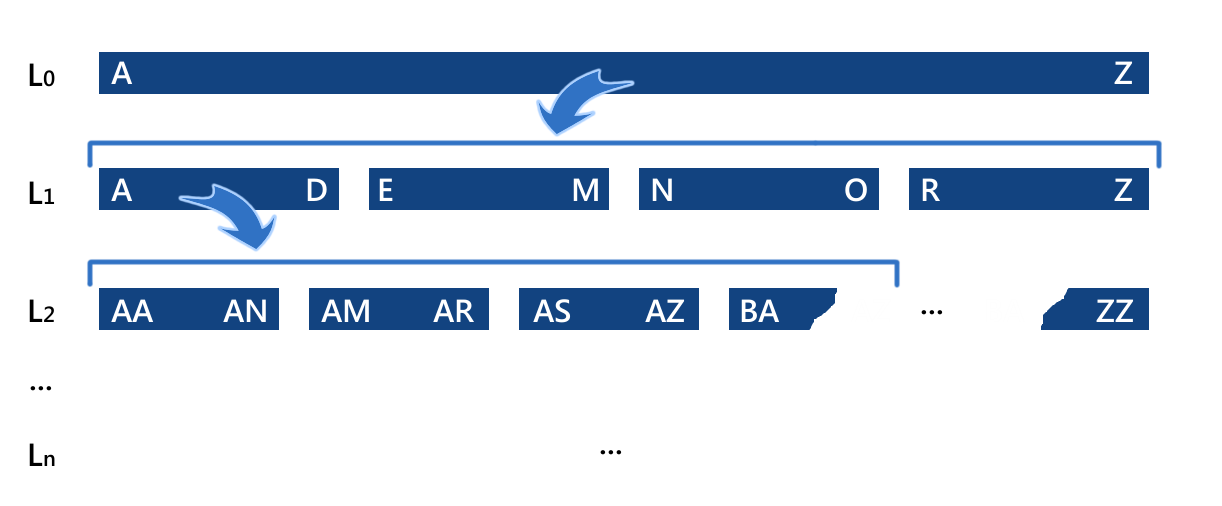 L0 A Z
L1 A D E M N O R Z
L2 AA AN AM AR AS AZ BA ... ZZ
...
Ln ...